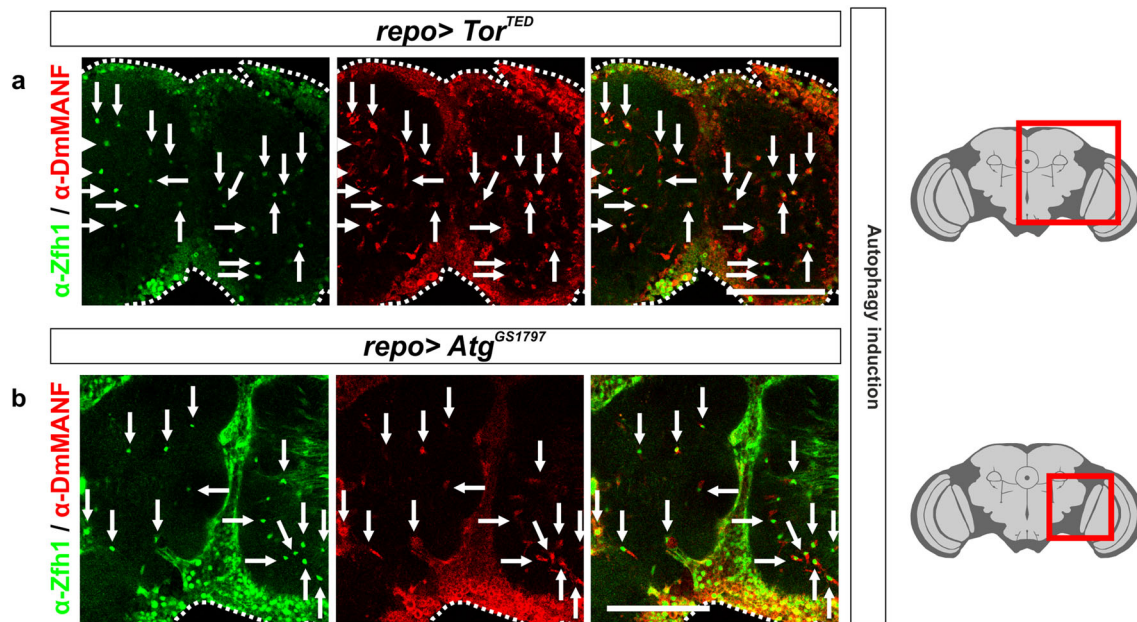 repo> Tor^TED
a
α-Zfh1 / α-DmMANF
repo> Atg^GS1797
b
α-Zfh1 / α-DmMANF
Autophagy induction